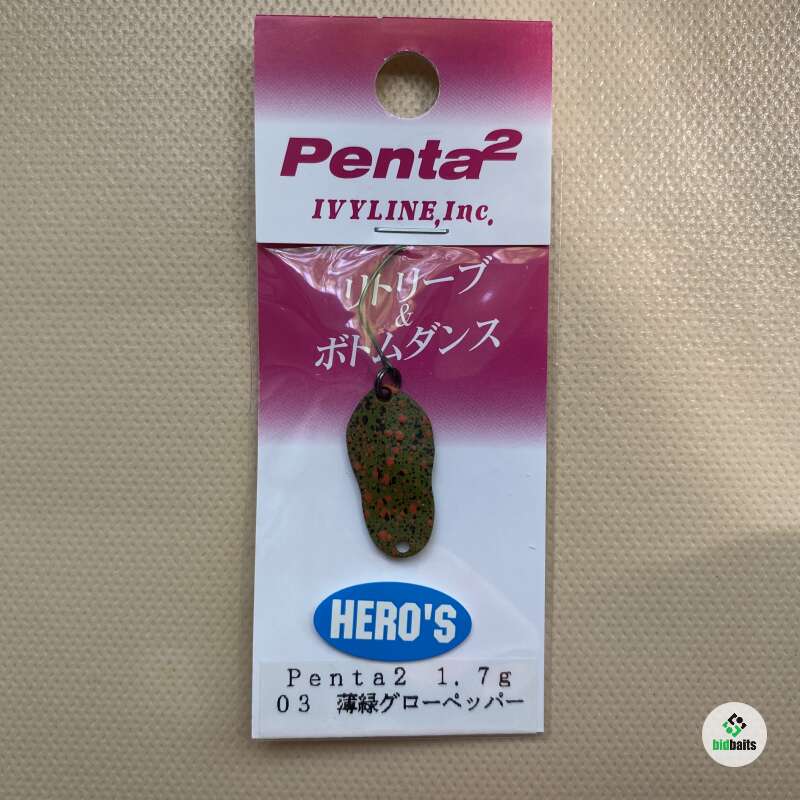 Penta²
IVYLINE,Inc.
リトリーブ
&
ボトムダンス
HERO'S
Penta2 1.7g
03 薄緑グローペッパー
bidbaits